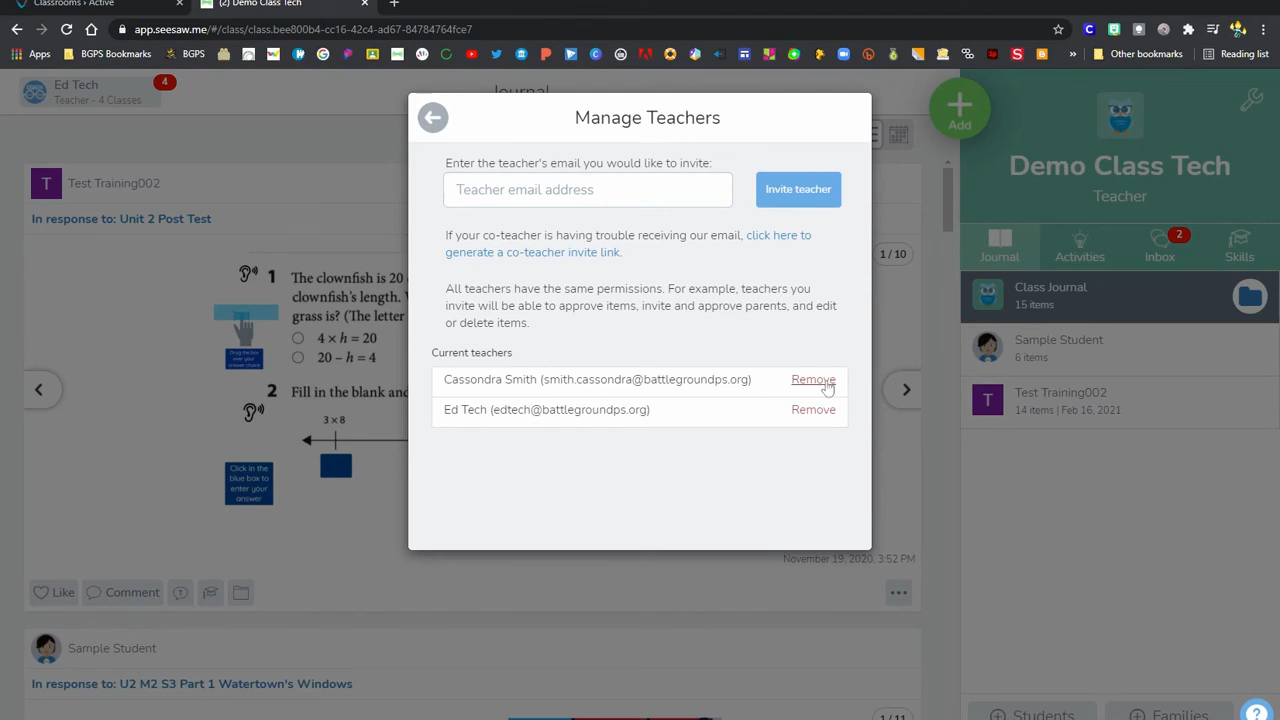 Classrooms › Active
(2) Demo Class Tech
app.seesaw.me/#/class/class.bee800b4-cc16-42c4-ad67-84784764fce7
Apps
BGPS Bookmarks
BGPS
Other bookmarks
Reading list
Ed Tech
Teacher - 4 Classes
4
Journal
Add
Manage Teachers
Enter the teacher's email you would like to invite:
Teacher email address
Invite teacher
If your co-teacher is having trouble receiving our email, click here to
generate a co-teacher invite link.
All teachers have the same permissions. For example, teachers you
invite will be able to approve items, invite and approve parents, and edit
or delete items.
Current teachers
Cassondra Smith (smith.cassondra@battlegroundps.org) Remove
Ed Tech (edtech@battlegroundps.org) Remove
T Test Training002
In response to: Unit 2 Post Test
1 / 10
1 The clownfish is 20
clownfish's length.
grass is? (The letter
4 × h = 20
20 – h = 4
Drag the box
over your
answer choice
2 Fill in the blank and
3 × 8
Click in the
blue box to
enter your
answer
November 19, 2020, 3:52 PM
Like
Comment
Sample Student
In response to: U2 M2 S3 Part 1 Watertown's Windows
1 / 11
Demo Class Tech
Teacher
Journal
Activities
Inbox
2
Skills
Class Journal
15 items
Sample Student
6 items
T Test Training002
14 items | Feb 16, 2021
Students
Families
?